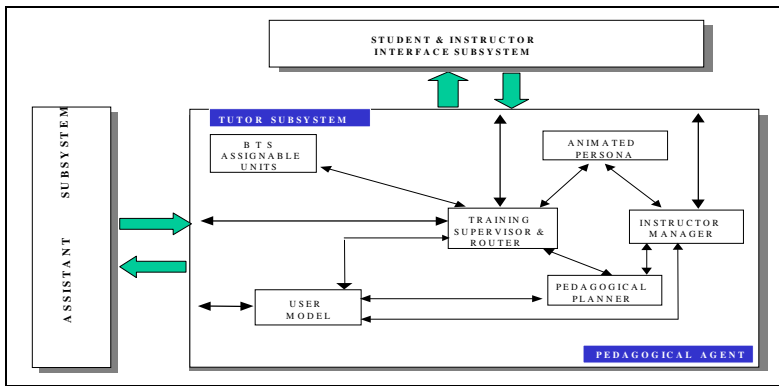 STUDENT & INSTRUCTOR
INTERFACE SUBSYSTEM
ASSISTANT SUBSYSTEM
TUTOR SUBSYSTEM
BTS
ASSIGNABLE
UNITS
ANIMATED
PERSONA
TRAINING
SUPERVISOR &
ROUTER
INSTRUCTOR
MANAGER
USER
MODEL
PEDAGOGICAL
PLANNER
PEDAGOGICAL AGENT